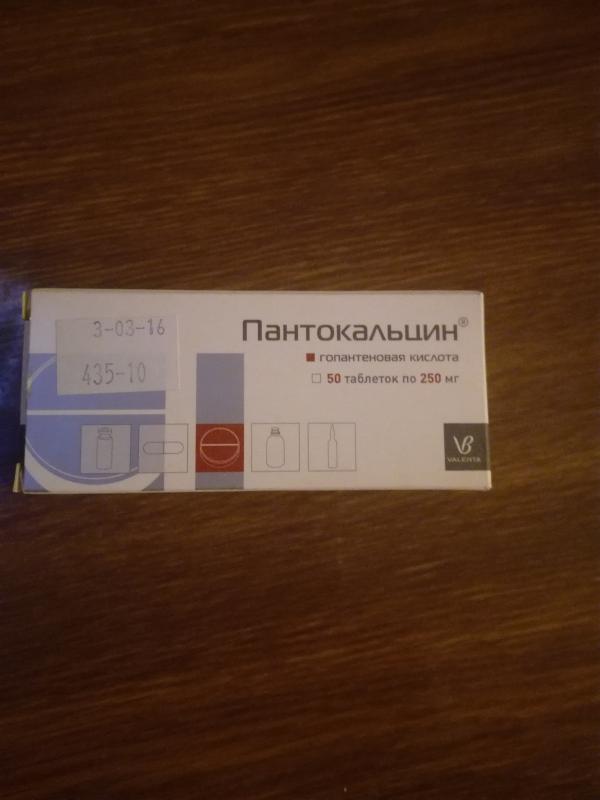 3-03-16
435-10
Пантокальцин®
гопантеновая кислота
50 таблеток по 250 мг
VALENTA